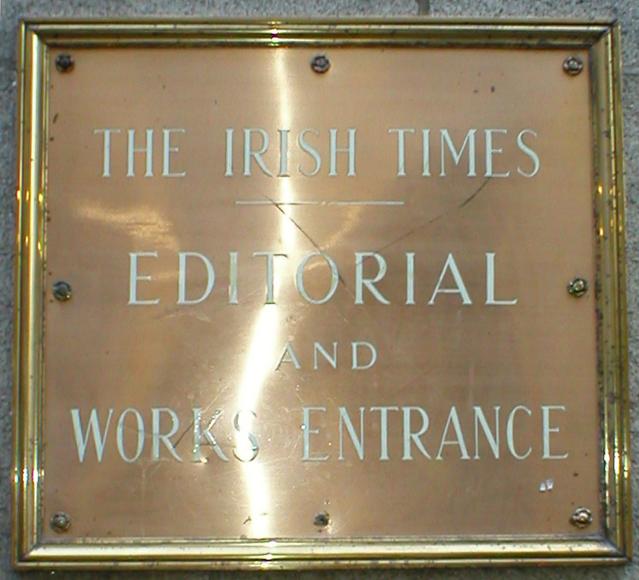 THE IRISH TIMES
EDITORIAL
AND
WORKS ENTRANCE